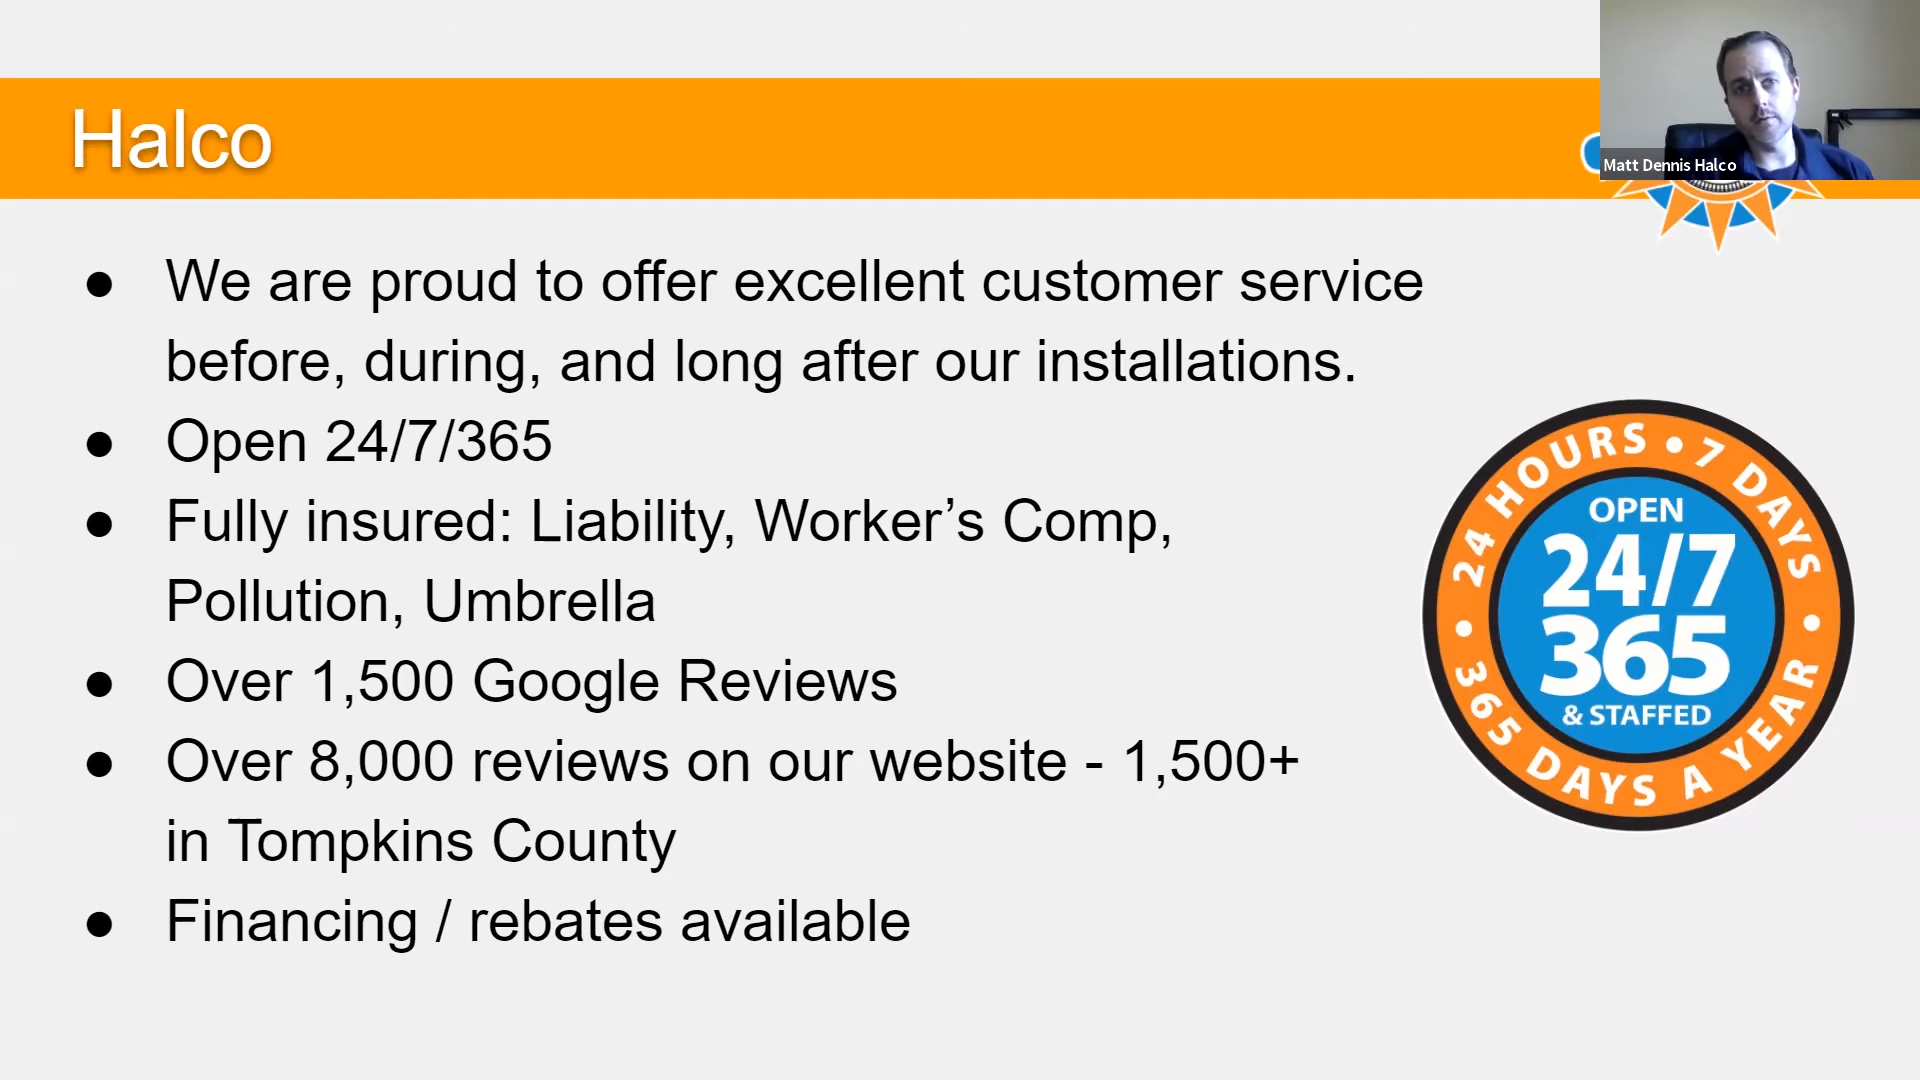 Halco
Matt Dennis Halco
● We are proud to offer excellent customer service
before, during, and long after our installations.
● Open 24/7/365
● Fully insured: Liability, Worker’s Comp,
Pollution, Umbrella
● Over 1,500 Google Reviews
● Over 8,000 reviews on our website - 1,500+
in Tompkins County
● Financing / rebates available
24 HOURS • 7 DAYS •
OPEN
24/7
365
& STAFFED
• 365 DAYS A YEAR